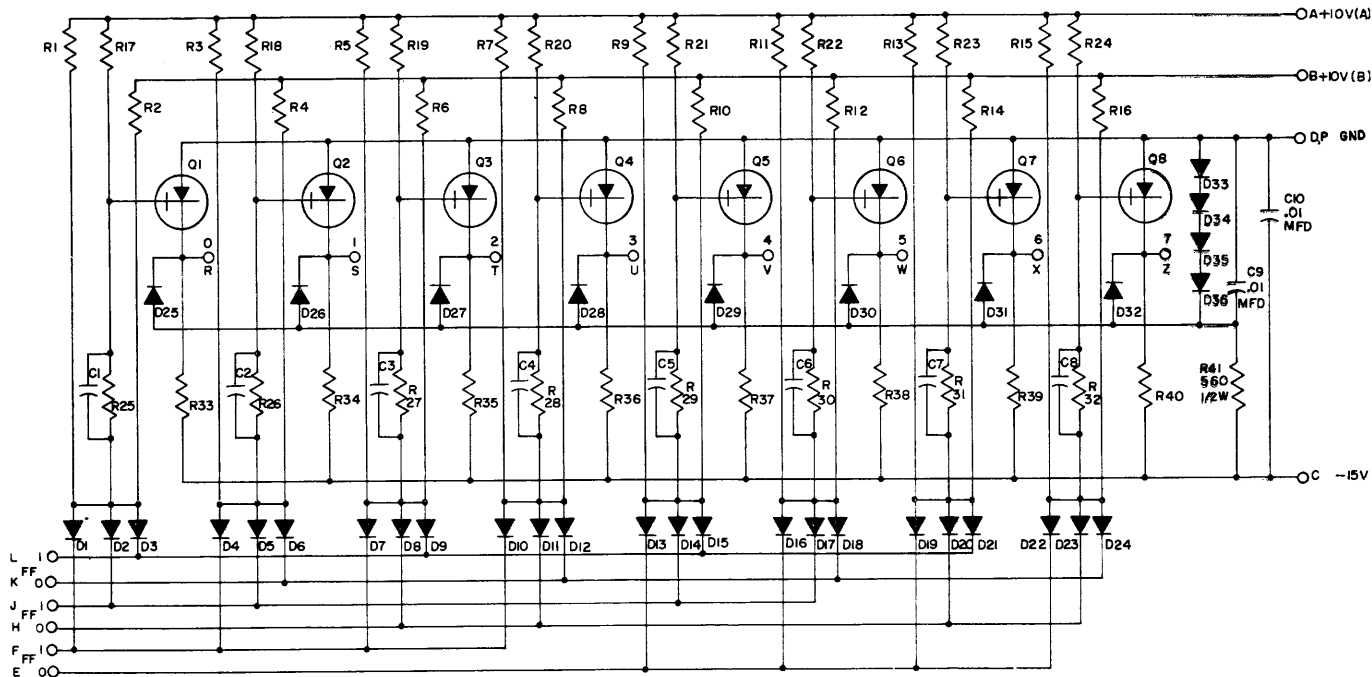 R1 R17 R3 R18 R5 R19 R7 R20 R9 R21 R11 R22 R13 R23 R15 R24 A+10V(A)
R2 R4 R6 R8 R10 R12 R14 R16 B+10V(B)
D,P GND
Q1 Q2 Q3 Q4 Q5 Q6 Q7 Q8
D33
D34
D35
D36
C10
.01
MFD
C9
.01
MFD
0 1 2 3 4 5 6 7
R S T U V W X Z
D25 D26 D27 D28 D29 D30 D31 D32
C1 C2 C3 C4 C5 C6 C7 C8
R25 R26 R27 R28 R29 R30 R31 R32
R33 R34 R35 R36 R37 R38 R39 R40
R41
560
1/2W
C -15V
D1 D2 D3 D4 D5 D6 D7 D8 D9 D10 D11 D12 D13 D14 D15 D16 D17 D18 D19 D20 D21 D22 D23 D24
L 1
FF
K 0
J 1
FF
H 0
F 1
FF
E 0